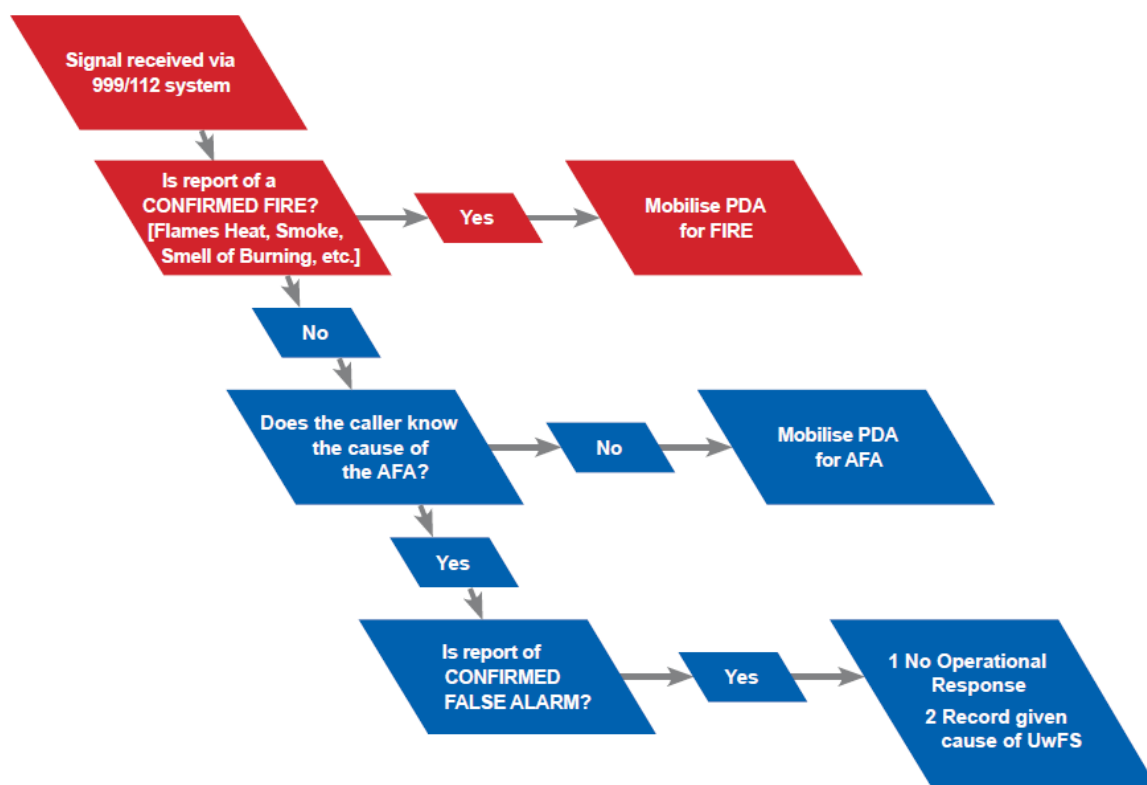 Signal received via
999/112 system
Is report of a
CONFIRMED FIRE?
[Flames Heat, Smoke,
Smell of Burning, etc.]
Yes
Mobilise PDA
for FIRE
No
Does the caller know
the cause of
the AFA?
No
Mobilise PDA
for AFA
Yes
Is report of
CONFIRMED
FALSE ALARM?
Yes
1 No Operational
Response
2 Record given
cause of UwFS